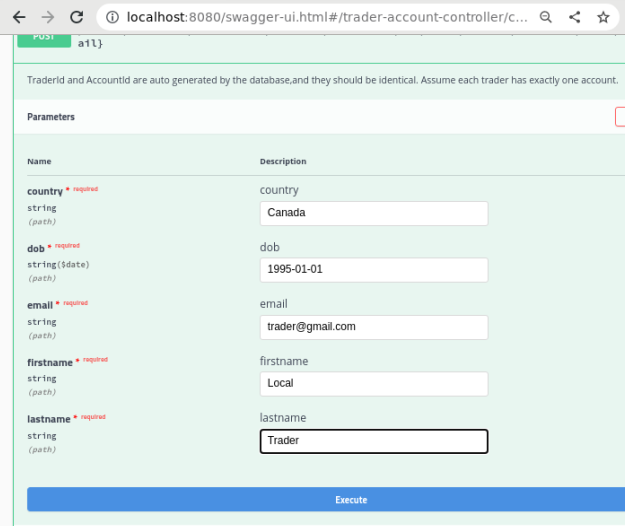 localhost:8080/swagger-ui.html#/trader-account-controller/c...
POST
ail}
TraderId and AccountId are auto generated by the database,and they should be identical. Assume each trader has exactly one account.
Parameters
Name Description
country * required country
string Canada
(path)
dob * required dob
string($date) 1995-01-01
(path)
email * required email
string trader@gmail.com
(path)
firstname * required firstname
string Local
(path)
lastname * required lastname
string Trader
(path)
Execute